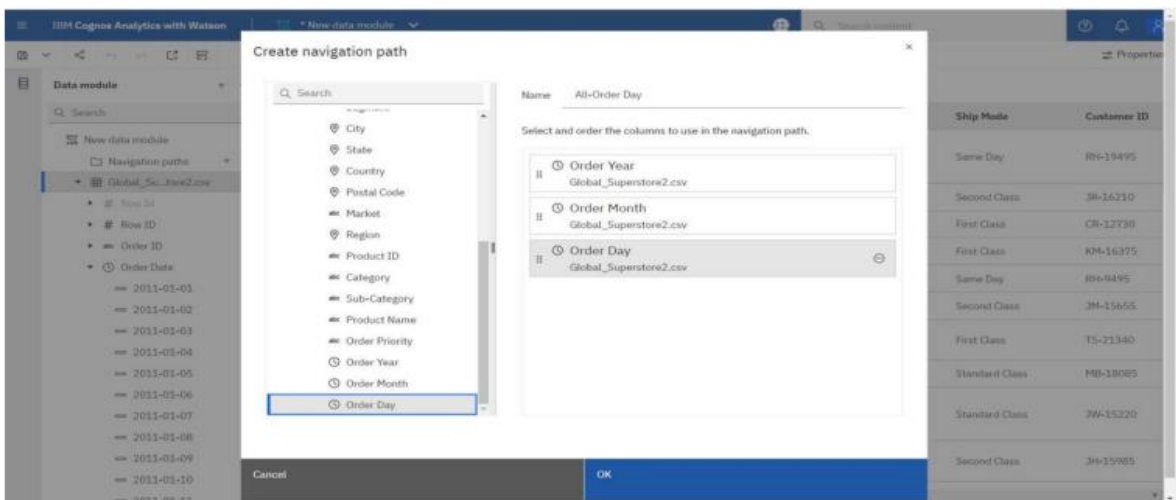 IBM Cognos Analytics with Watson
* New data module
Search content
Properties
Data module
Search
New data module
Navigation paths
Global_Su...tore2.csv
Row Id
Row ID
Order ID
Order Date
2011-01-01
2011-01-02
2011-01-03
2011-01-04
2011-01-05
2011-01-06
2011-01-07
2011-01-08
2011-01-09
2011-01-10
Create navigation path
Search
City
State
Country
Postal Code
Market
Region
Product ID
Category
Sub-Category
Product Name
Order Priority
Order Year
Order Month
Order Day
Name All-Order Day
Select and order the columns to use in the navigation path.
Order Year
Global_Superstore2.csv
Order Month
Global_Superstore2.csv
Order Day
Global_Superstore2.csv
Cancel
OK
Ship Mode Customer ID
Same Day RH-19495
Second Class JR-16210
First Class CR-12730
First Class KM-16375
Same Day RH-9495
Second Class JM-15655
First Class TS-21340
Standard Class MB-18085
Standard Class JW-15220
Second Class JH-15985